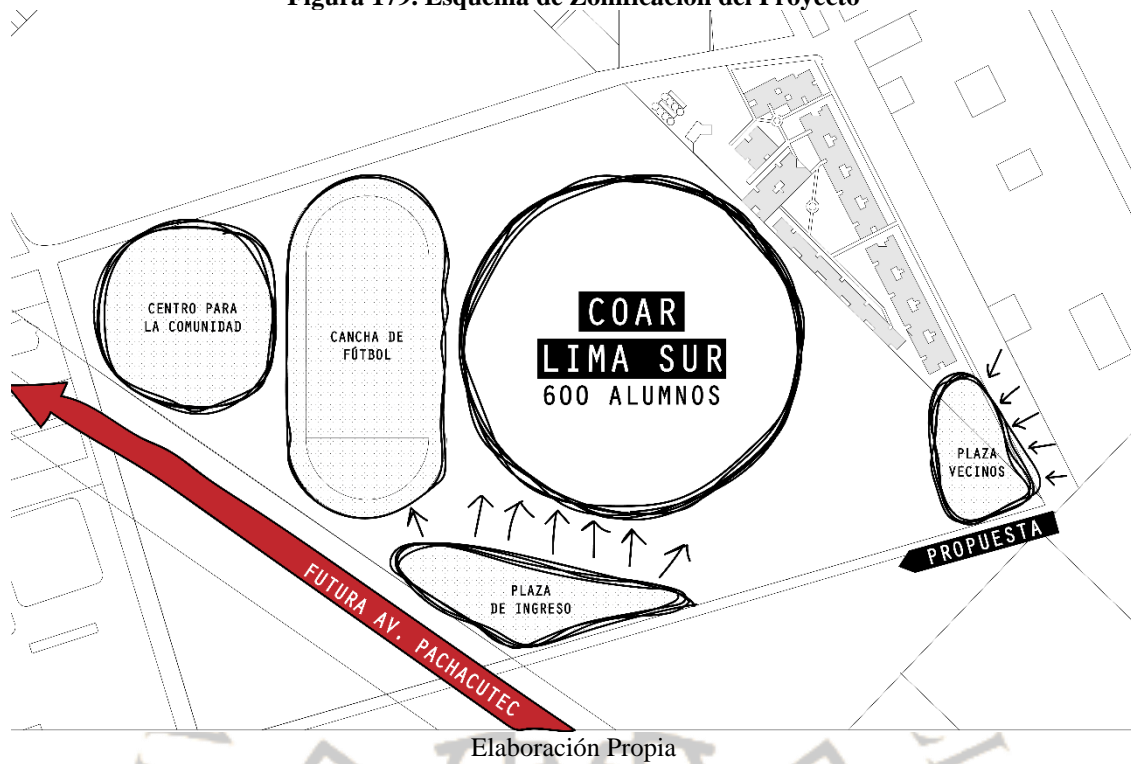 Figura 179. Esquema de Zonificación del Proyecto
CENTRO PARA
LA COMUNIDAD
CANCHA DE
FÚTBOL
COAR
LIMA SUR
600 ALUMNOS
PLAZA
VECINOS
PROPUESTA
PLAZA
DE INGRESO
FUTURA AV. PACHACUTEC
Elaboración Propia